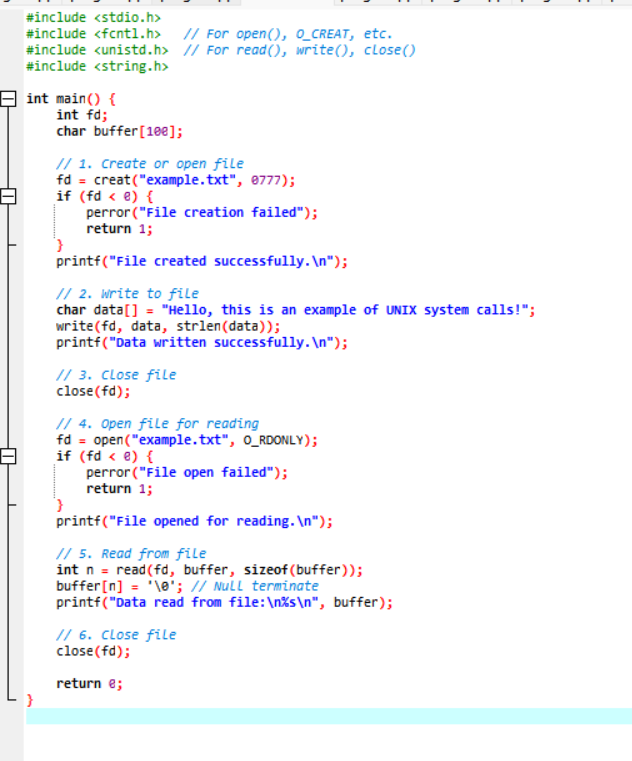 #include <stdio.h>
#include <fcntl.h>   // For open(), O_CREAT, etc.
#include <unistd.h>  // For read(), write(), close()
#include <string.h>
int main() {
    int fd;
    char buffer[100];
    // 1. Create or open file
    fd = creat("example.txt", 0777);
    if (fd < 0) {
        perror("File creation failed");
        return 1;
    }
    printf("File created successfully.\n");
    // 2. Write to file
    char data[] = "Hello, this is an example of UNIX system calls!";
    write(fd, data, strlen(data));
    printf("Data written successfully.\n");
    // 3. Close file
    close(fd);
    // 4. Open file for reading
    fd = open("example.txt", O_RDONLY);
    if (fd < 0) {
        perror("File open failed");
        return 1;
    }
    printf("File opened for reading.\n");
    // 5. Read from file
    int n = read(fd, buffer, sizeof(buffer));
    buffer[n] = '\0'; // Null terminate
    printf("Data read from file:\n%s\n", buffer);
    // 6. Close file
    close(fd);
    return 0;
}